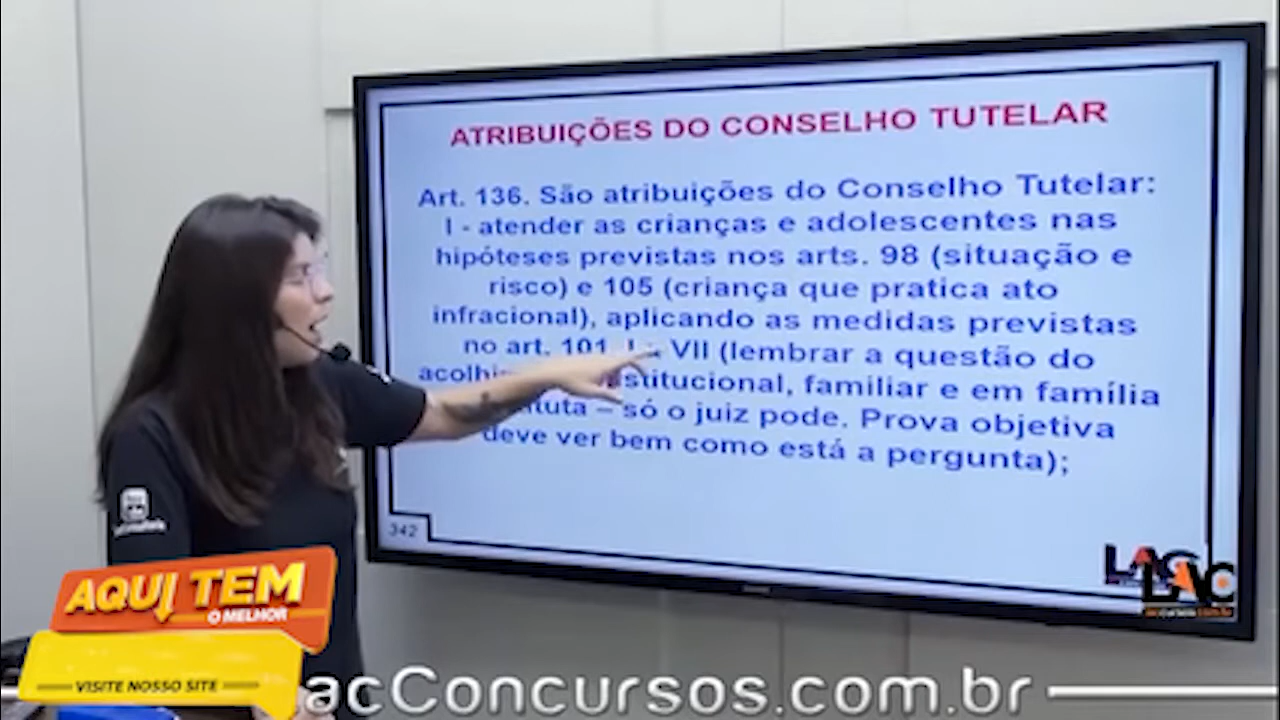 ATRIBUIÇÕES DO CONSELHO TUTELAR
Art. 136. São atribuições do Conselho Tutelar:
I - atender as crianças e adolescentes nas
hipóteses previstas nos arts. 98 (situação e
risco) e 105 (criança que pratica ato
infracional), aplicando as medidas previstas
no art. 101, VII (lembrar a questão do
familiar e em família
só o juiz pode. Prova objetiva
deve ver bem como está a pergunta);
342
LAC
LAC
AQUI TEM
O MELHOR
VISITE NOSSO SITE
acConcursos.com.br